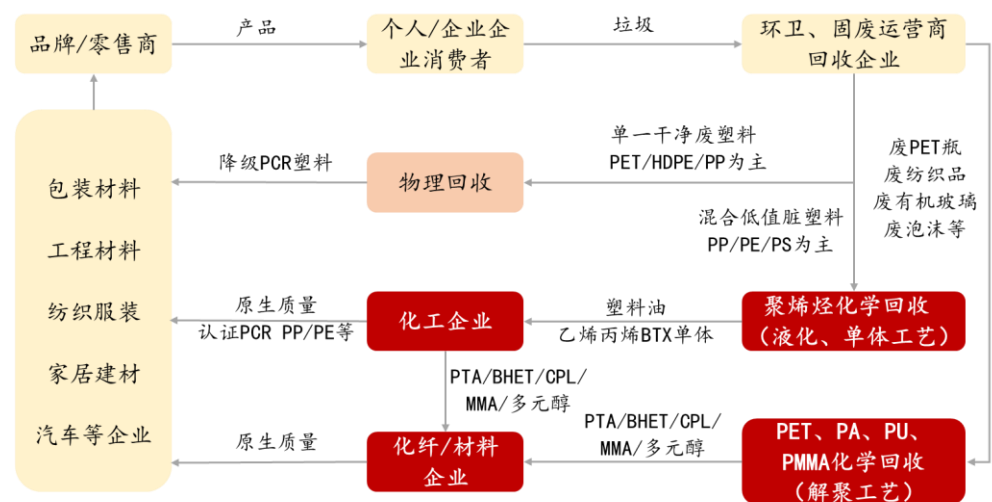 品牌/零售商
产品
个人/企业企
业消费者
垃圾
环卫、固废运营商
回收企业
单一干净废塑料
PET/HDPE/PP为主
废PET瓶
废纺织品
废有机玻璃
废泡沫等
降级PCR塑料
物理回收
包装材料
工程材料
纺织服装
家居建材
汽车等企业
混合低值脏塑料
PP/PE/PS为主
原生质量
认证PCR PP/PE等
化工企业
塑料油
乙烯丙烯BTX单体
聚烯烃化学回收
（液化、单体工艺）
PTA/BHET/CPL/
MMA/多元醇
PTA/BHET/CPL/
MMA/多元醇
原生质量
化纤/材料
企业
PET、PA、PU、
PMMA化学回收
（解聚工艺）